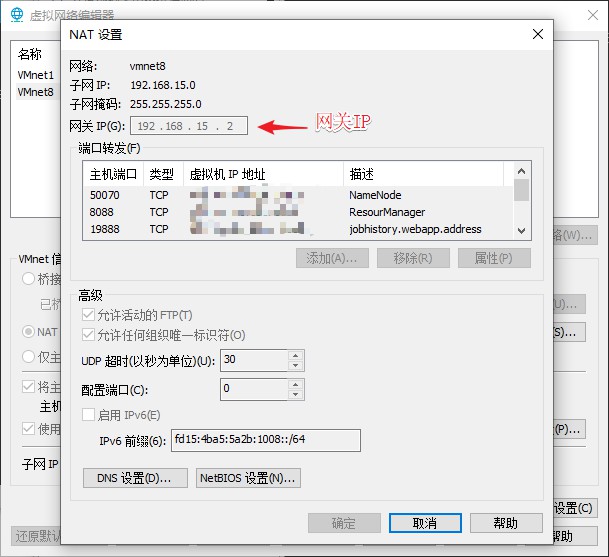 虚拟网络编辑器
NAT 设置
名称
VMnet1
VMnet8
网络: vmnet8
子网 IP: 192.168.15.0
子网掩码: 255.255.255.0
网关 IP(G): 192 . 168 . 15 . 2
网关IP
端口转发(F)
主机端口 类型 虚拟机 IP 地址 描述
50070 TCP NameNode
8088 TCP ResourManager
19888 TCP jobhistory.webapp.address
添加(A)... 移除(R) 属性(P)
(W)...
VMnet
高级
允许活动的 FTP(T)
允许任何组织唯一标识符(O)
UDP 超时(以秒为单位)(U): 30
配置端口(C): 0
启用 IPv6(E)
IPv6 前缀(6): fd15:4ba5:5a2b:1008::/64
DNS 设置(D)... NetBIOS 设置(N)...
确定 取消 帮助
桥接
已桥
(U)...
NAT
(S)...
仅主
将主
主机
使用
(P)...
子网 IP
设置(C)
还原默认
帮助